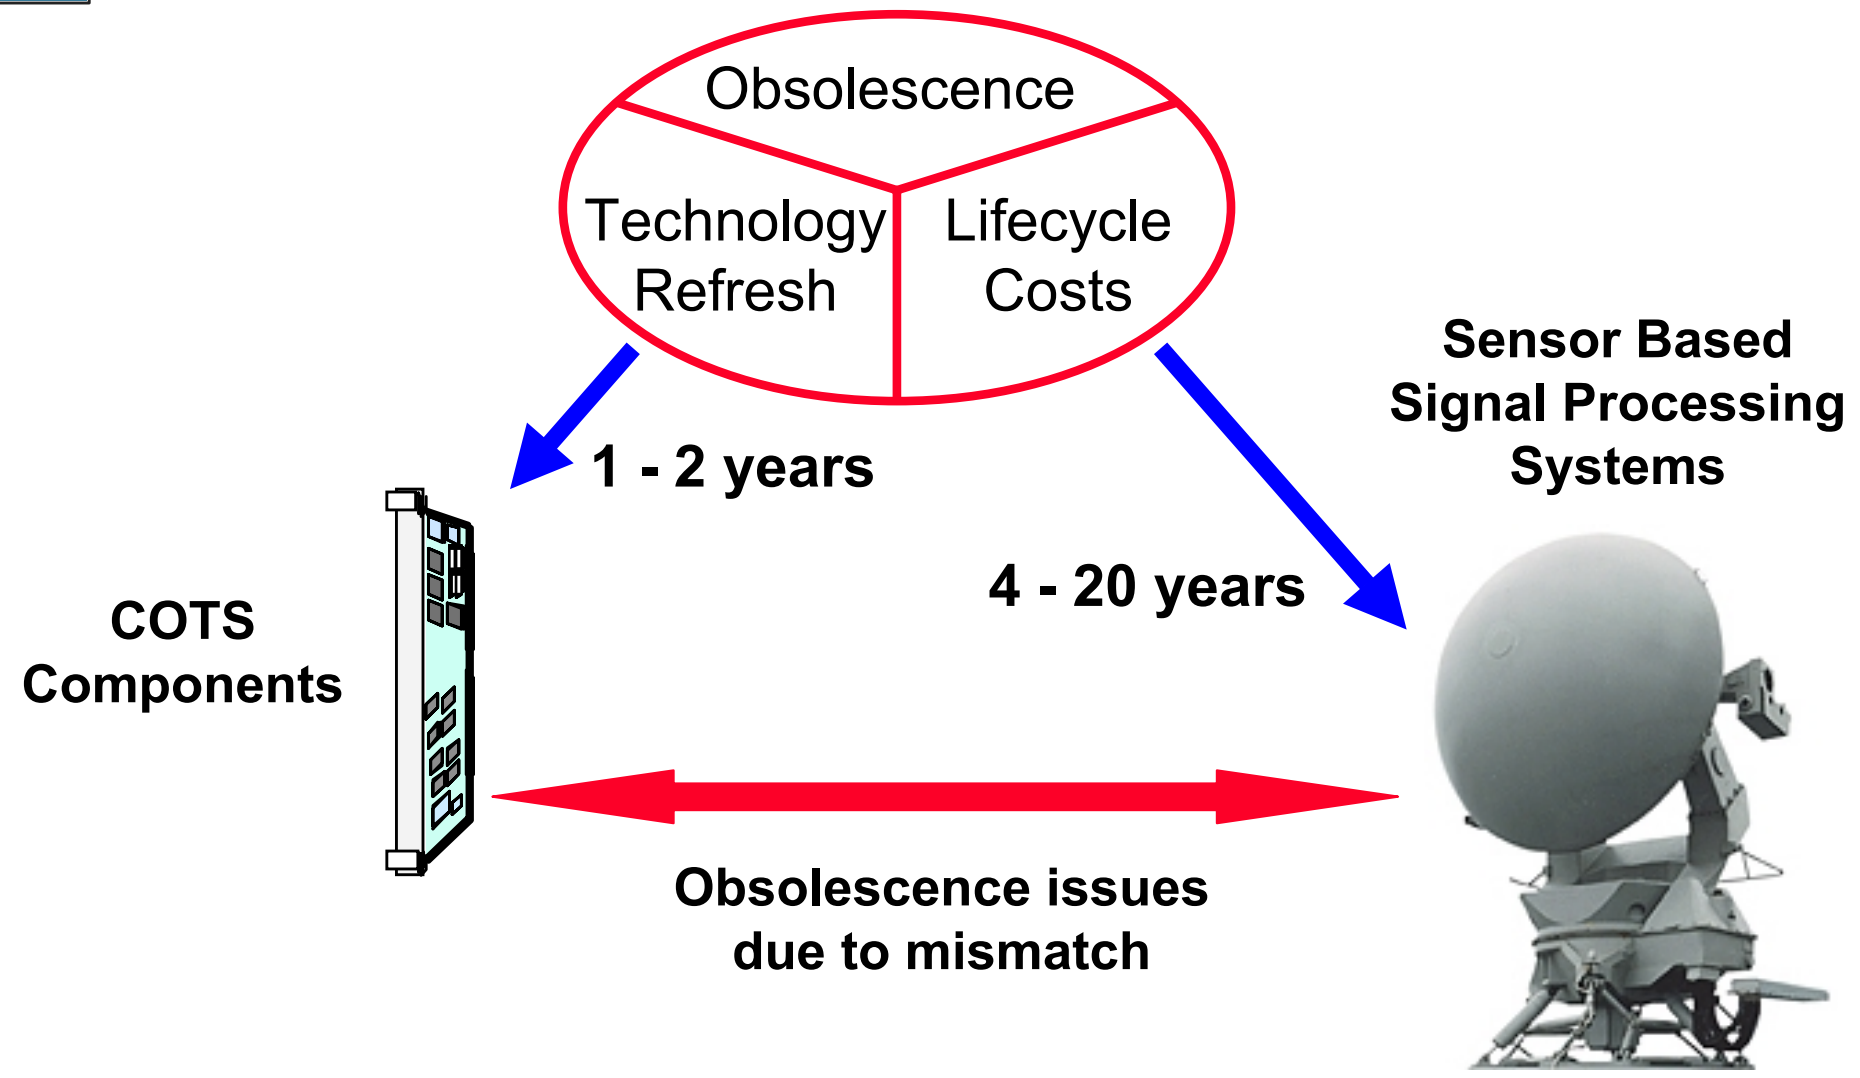 Obsolescence
Technology
Refresh
Lifecycle
Costs
Sensor Based
Signal Processing
Systems
1 - 2 years
4 - 20 years
COTS
Components
Obsolescence issues
due to mismatch